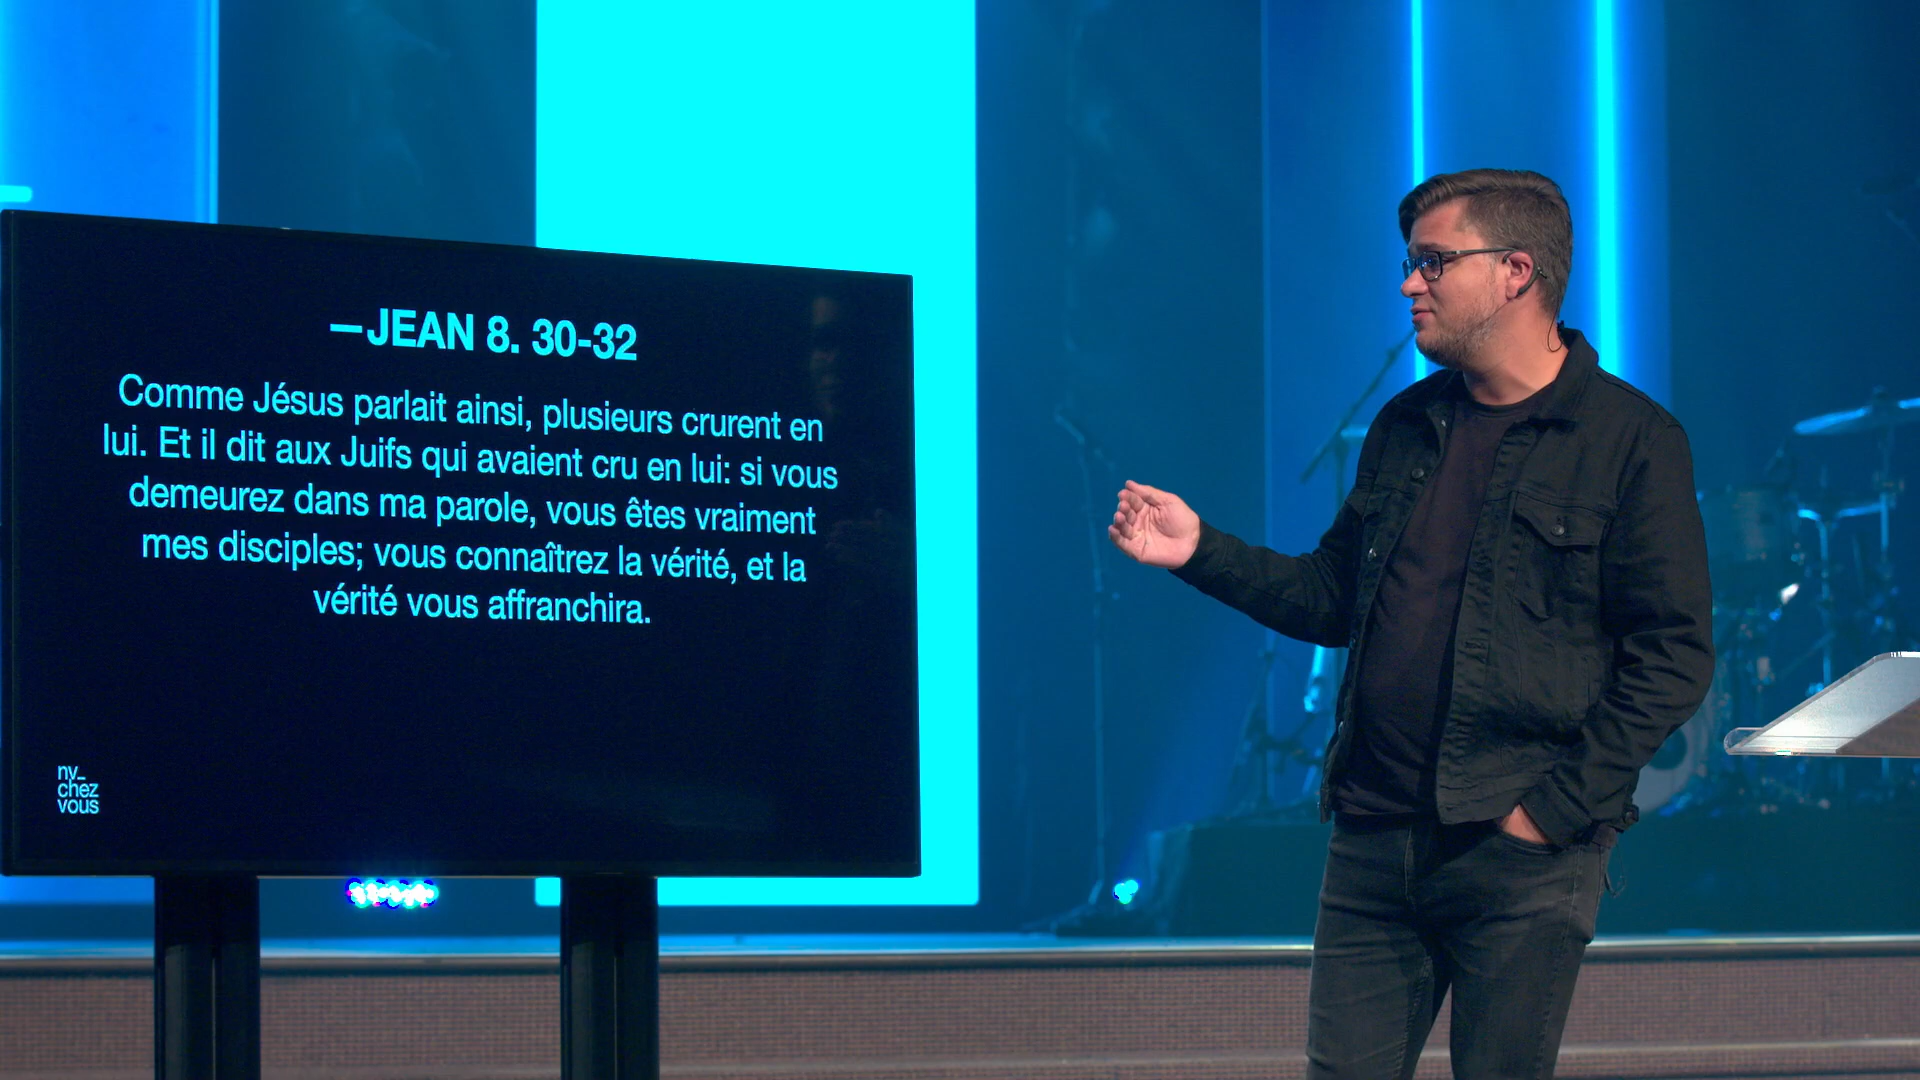 —JEAN 8. 30-32
Comme Jésus parlait ainsi, plusieurs crurent en
lui. Et il dit aux Juifs qui avaient cru en lui: si vous
demeurez dans ma parole, vous êtes vraiment
mes disciples; vous connaîtrez la vérité, et la
vérité vous affranchira.
nv_
chez
vous